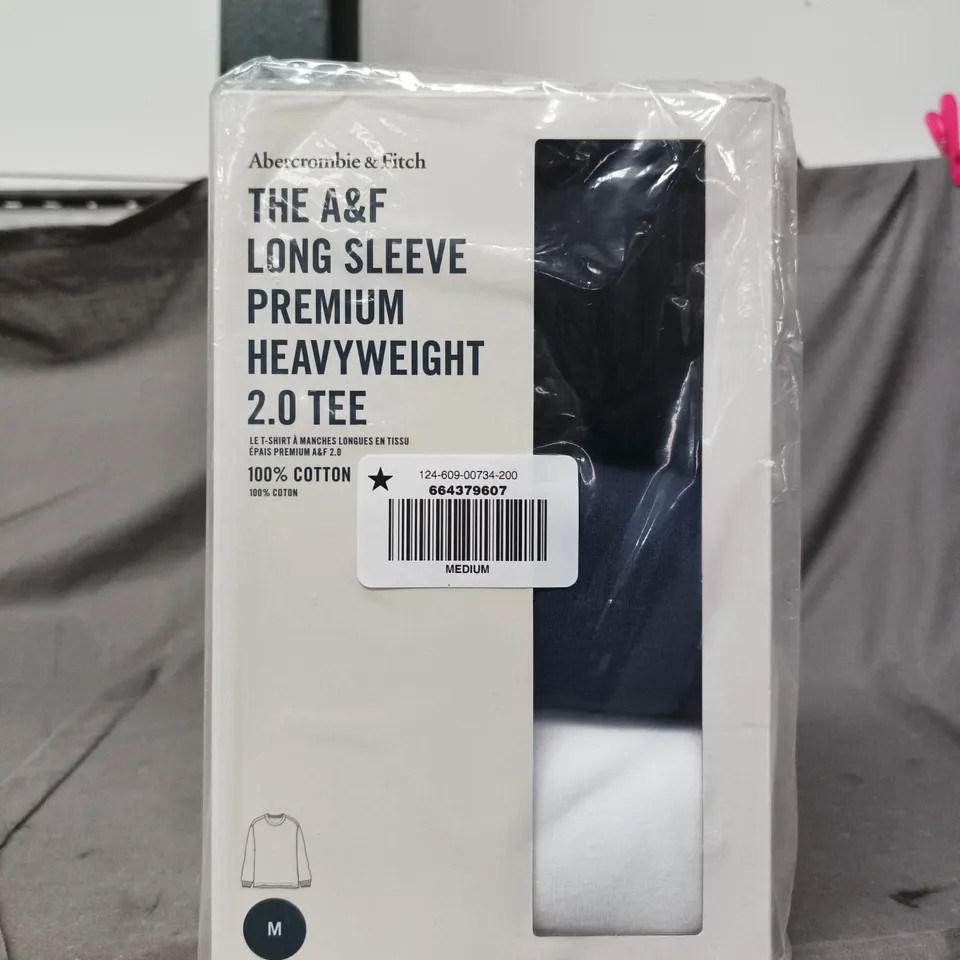 Abercrombie & Fitch
THE A&F
LONG SLEEVE
PREMIUM
HEAVYWEIGHT
2.0 TEE
LE T-SHIRT À MANCHES LONGUES EN TISSU
ÉPAIS PREMIUM A&F 2.0
100% COTTON
100% COTON
124-609-00734-200
664379607
MEDIUM
M